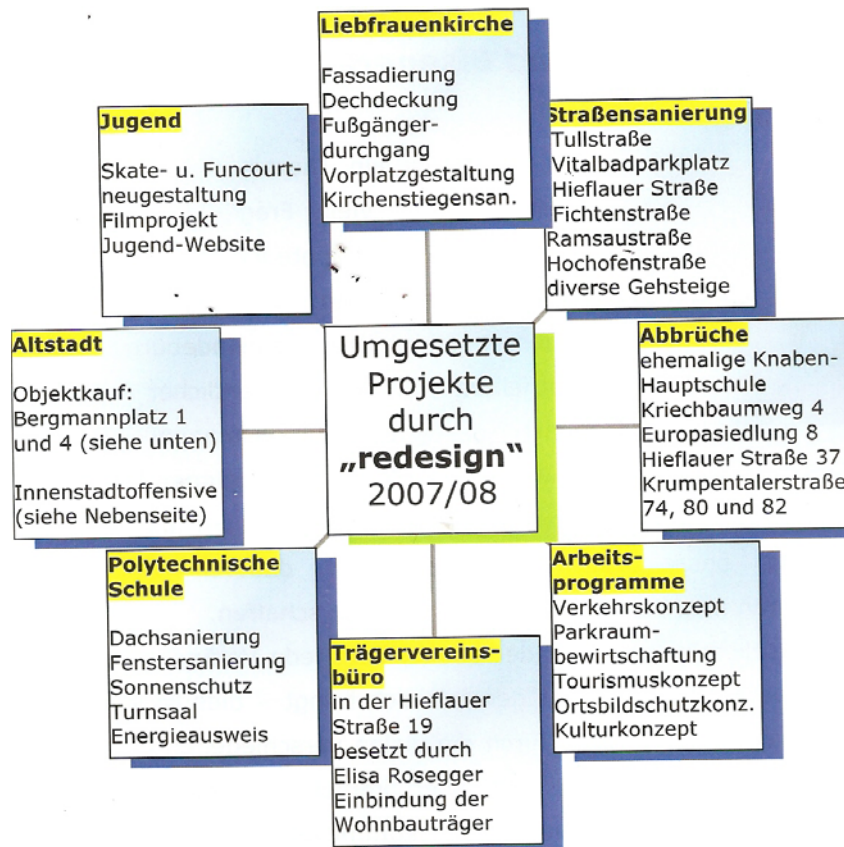 Liebfrauenkirche
Fassadierung
Dechdeckung
Fußgänger-
durchgang
Vorplatzgestaltung
Kirchenstiegensan.
Jugend
Skate- u. Funcourt-
neugestaltung
Filmprojekt
Jugend-Website
Straßensanierung
Tullstraße
Vitalbadparkplatz
Hieflauer Straße
Fichtenstraße
Ramsaustraße
Hochofenstraße
diverse Gehsteige
Altstadt
Objektkauf:
Bergmannplatz 1
und 4 (siehe unten)
Innenstadtoffensive
(siehe Nebenseite)
Umgesetzte
Projekte
durch
„redesign“
2007/08
Abbrüche
ehemalige Knaben-
Hauptschule
Kriechbaumweg 4
Europasiedlung 8
Hieflauer Straße 37
Krumpentalerstraße
74, 80 und 82
Polytechnische
Schule
Dachsanierung
Fenstersanierung
Sonnenschutz
Turnsaal
Energieausweis
Trägervereins-
büro
in der Hieflauer
Straße 19
besetzt durch
Elisa Rosegger
Einbindung der
Wohnbauträger
Arbeits-
programme
Verkehrskonzept
Parkraum-
bewirtschaftung
Tourismuskonzept
Ortsbildschutzkonz.
Kulturkonzept